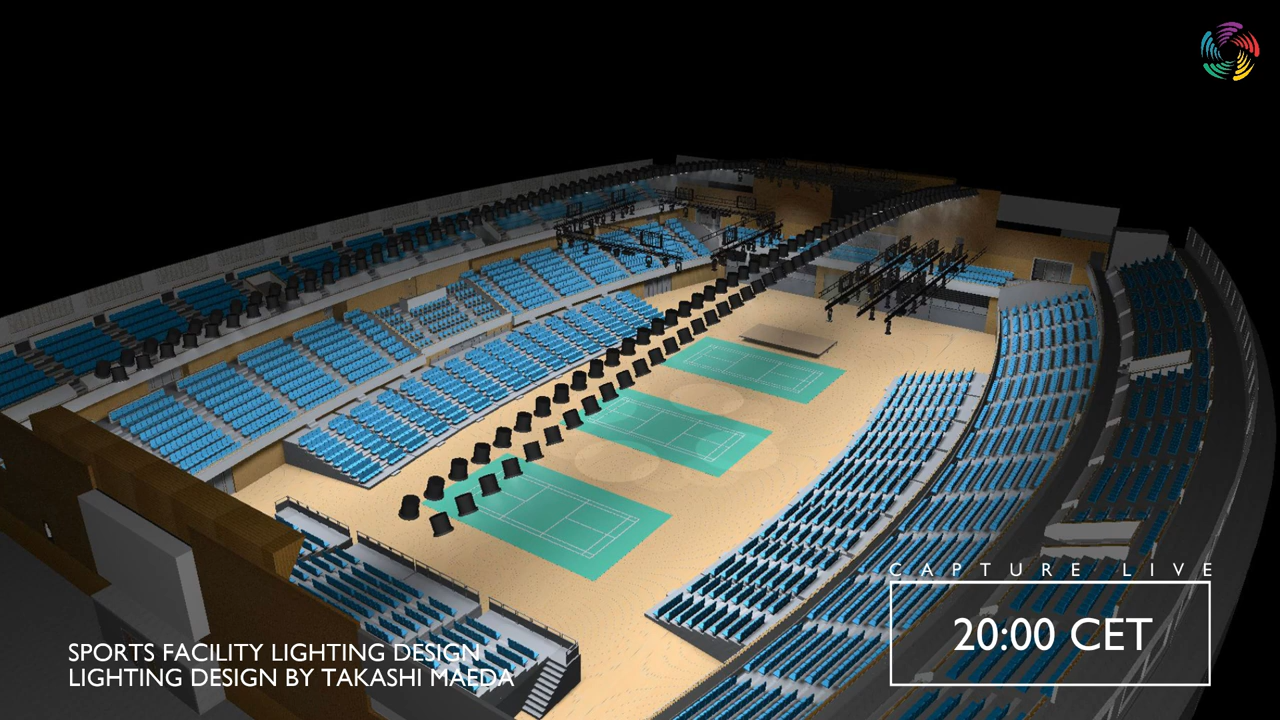 CAPTURE LIVE
20:00 CET
SPORTS FACILITY LIGHTING DESIGN
LIGHTING DESIGN BY TAKASHI MAEDA